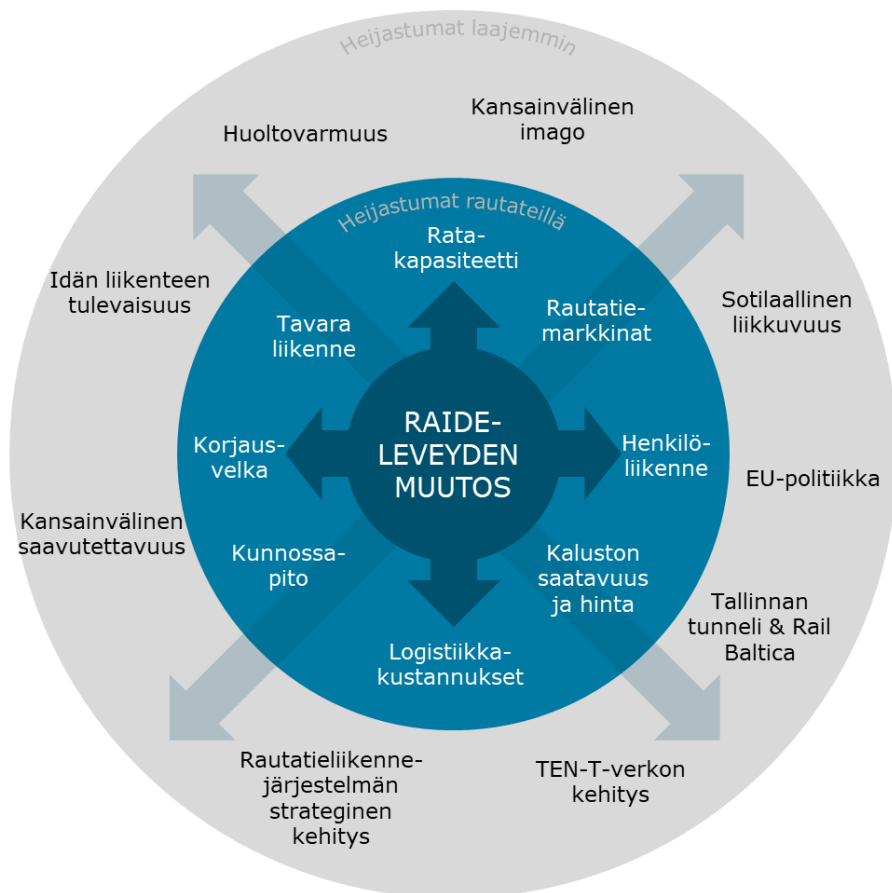 Heijastumat laajemmin
Kansainvälinen
imago
Huoltovarmuus
Heijastumat rautateillä
Rata-
kapasiteetti
Idän liikenteen
tulevaisuus
Sotilaallinen
liikkuvuus
Tavara
liikenne
Rautatie-
markkinat
RAIDE-
LEVEYDEN
MUUTOS
Korjaus-
velka
Henkilö-
liikenne
EU-politiikka
Kansainvälinen
saavutettavuus
Kunnossa-
pito
Kaluston
saatavuus
ja hinta
Tallinnan
tunneli & Rail
Baltica
Logistiikka-
kustannukset
Rautatieliikenne-
järjestelmän
strateginen
kehitys
TEN-T-verkon
kehitys